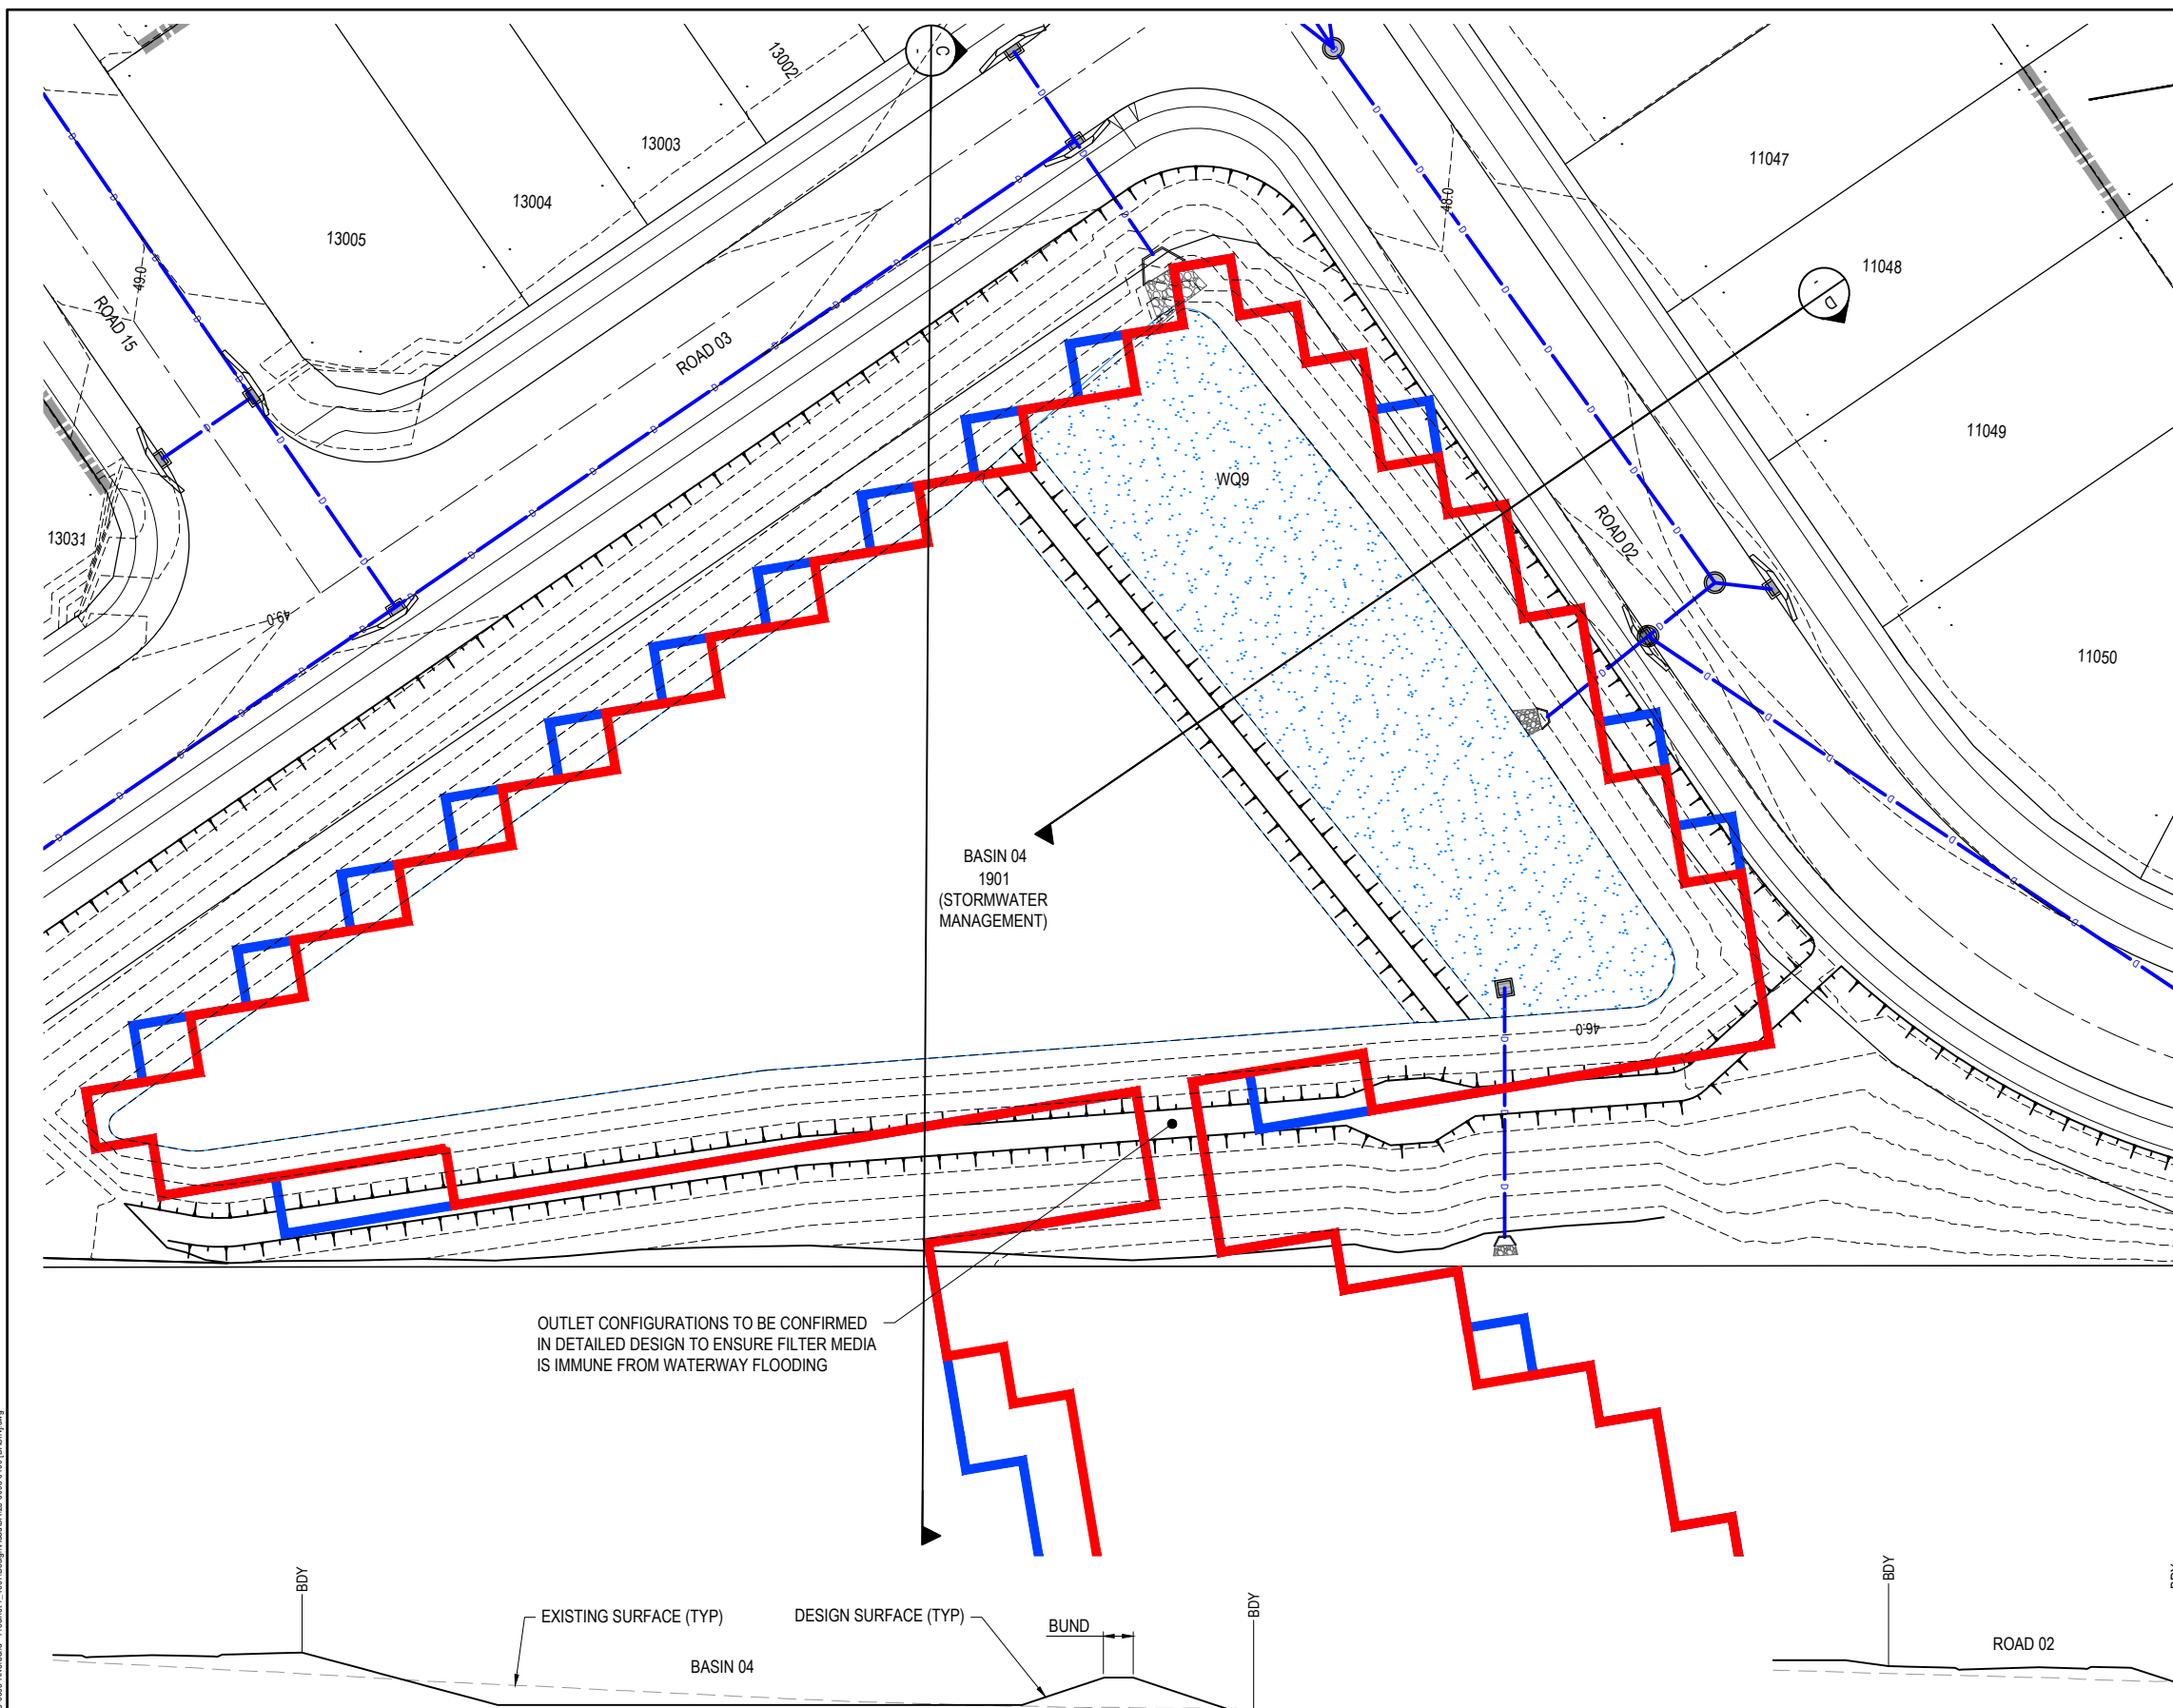 C
13002
13003
13004
13005
49.0
ROAD 15
ROAD 03
13031
49.0
48.0
11047
11048
D
11049
11050
ROAD 02
WQ9
BASIN 04
1901
(STORMWATER
MANAGEMENT)
46.0
OUTLET CONFIGURATIONS TO BE CONFIRMED
IN DETAILED DESIGN TO ENSURE FILTER MEDIA
IS IMMUNE FROM WATERWAY FLOODING
BDY
EXISTING SURFACE (TYP)
DESIGN SURFACE (TYP)
BUND
BDY
BASIN 04
BDY
ROAD 02
BDY